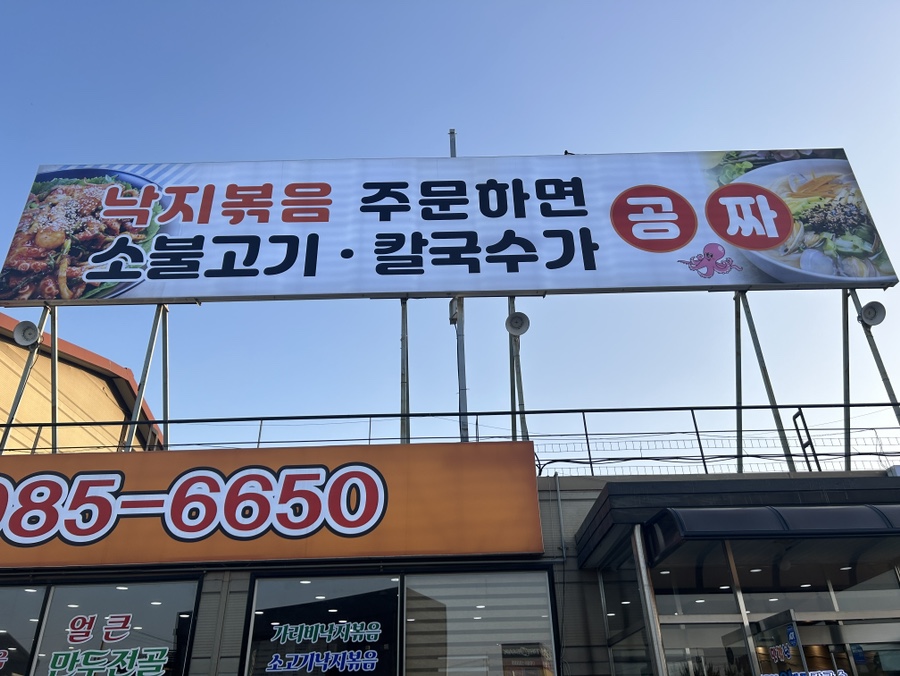 낙지볶음 주문하면
소불고기 · 칼국수가 공짜
985-6650
얼큰
만두전골
가리비낙지볶음
소고기낙지볶음